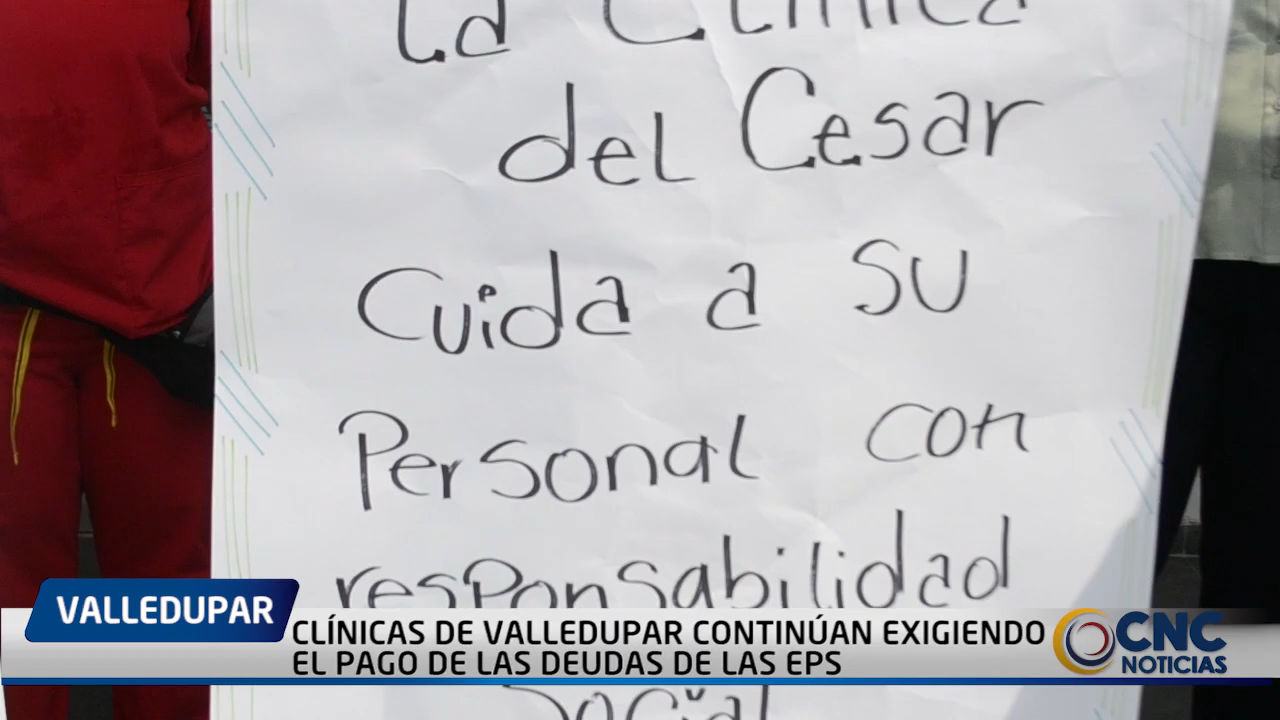 La Clínica
del Cesar
Cuida a su
Personal con
responsabilidad
Social
VALLEDUPAR
CLÍNICAS DE VALLEDUPAR CONTINÚAN EXIGIENDO
EL PAGO DE LAS DEUDAS DE LAS EPS
CNC
NOTICIAS